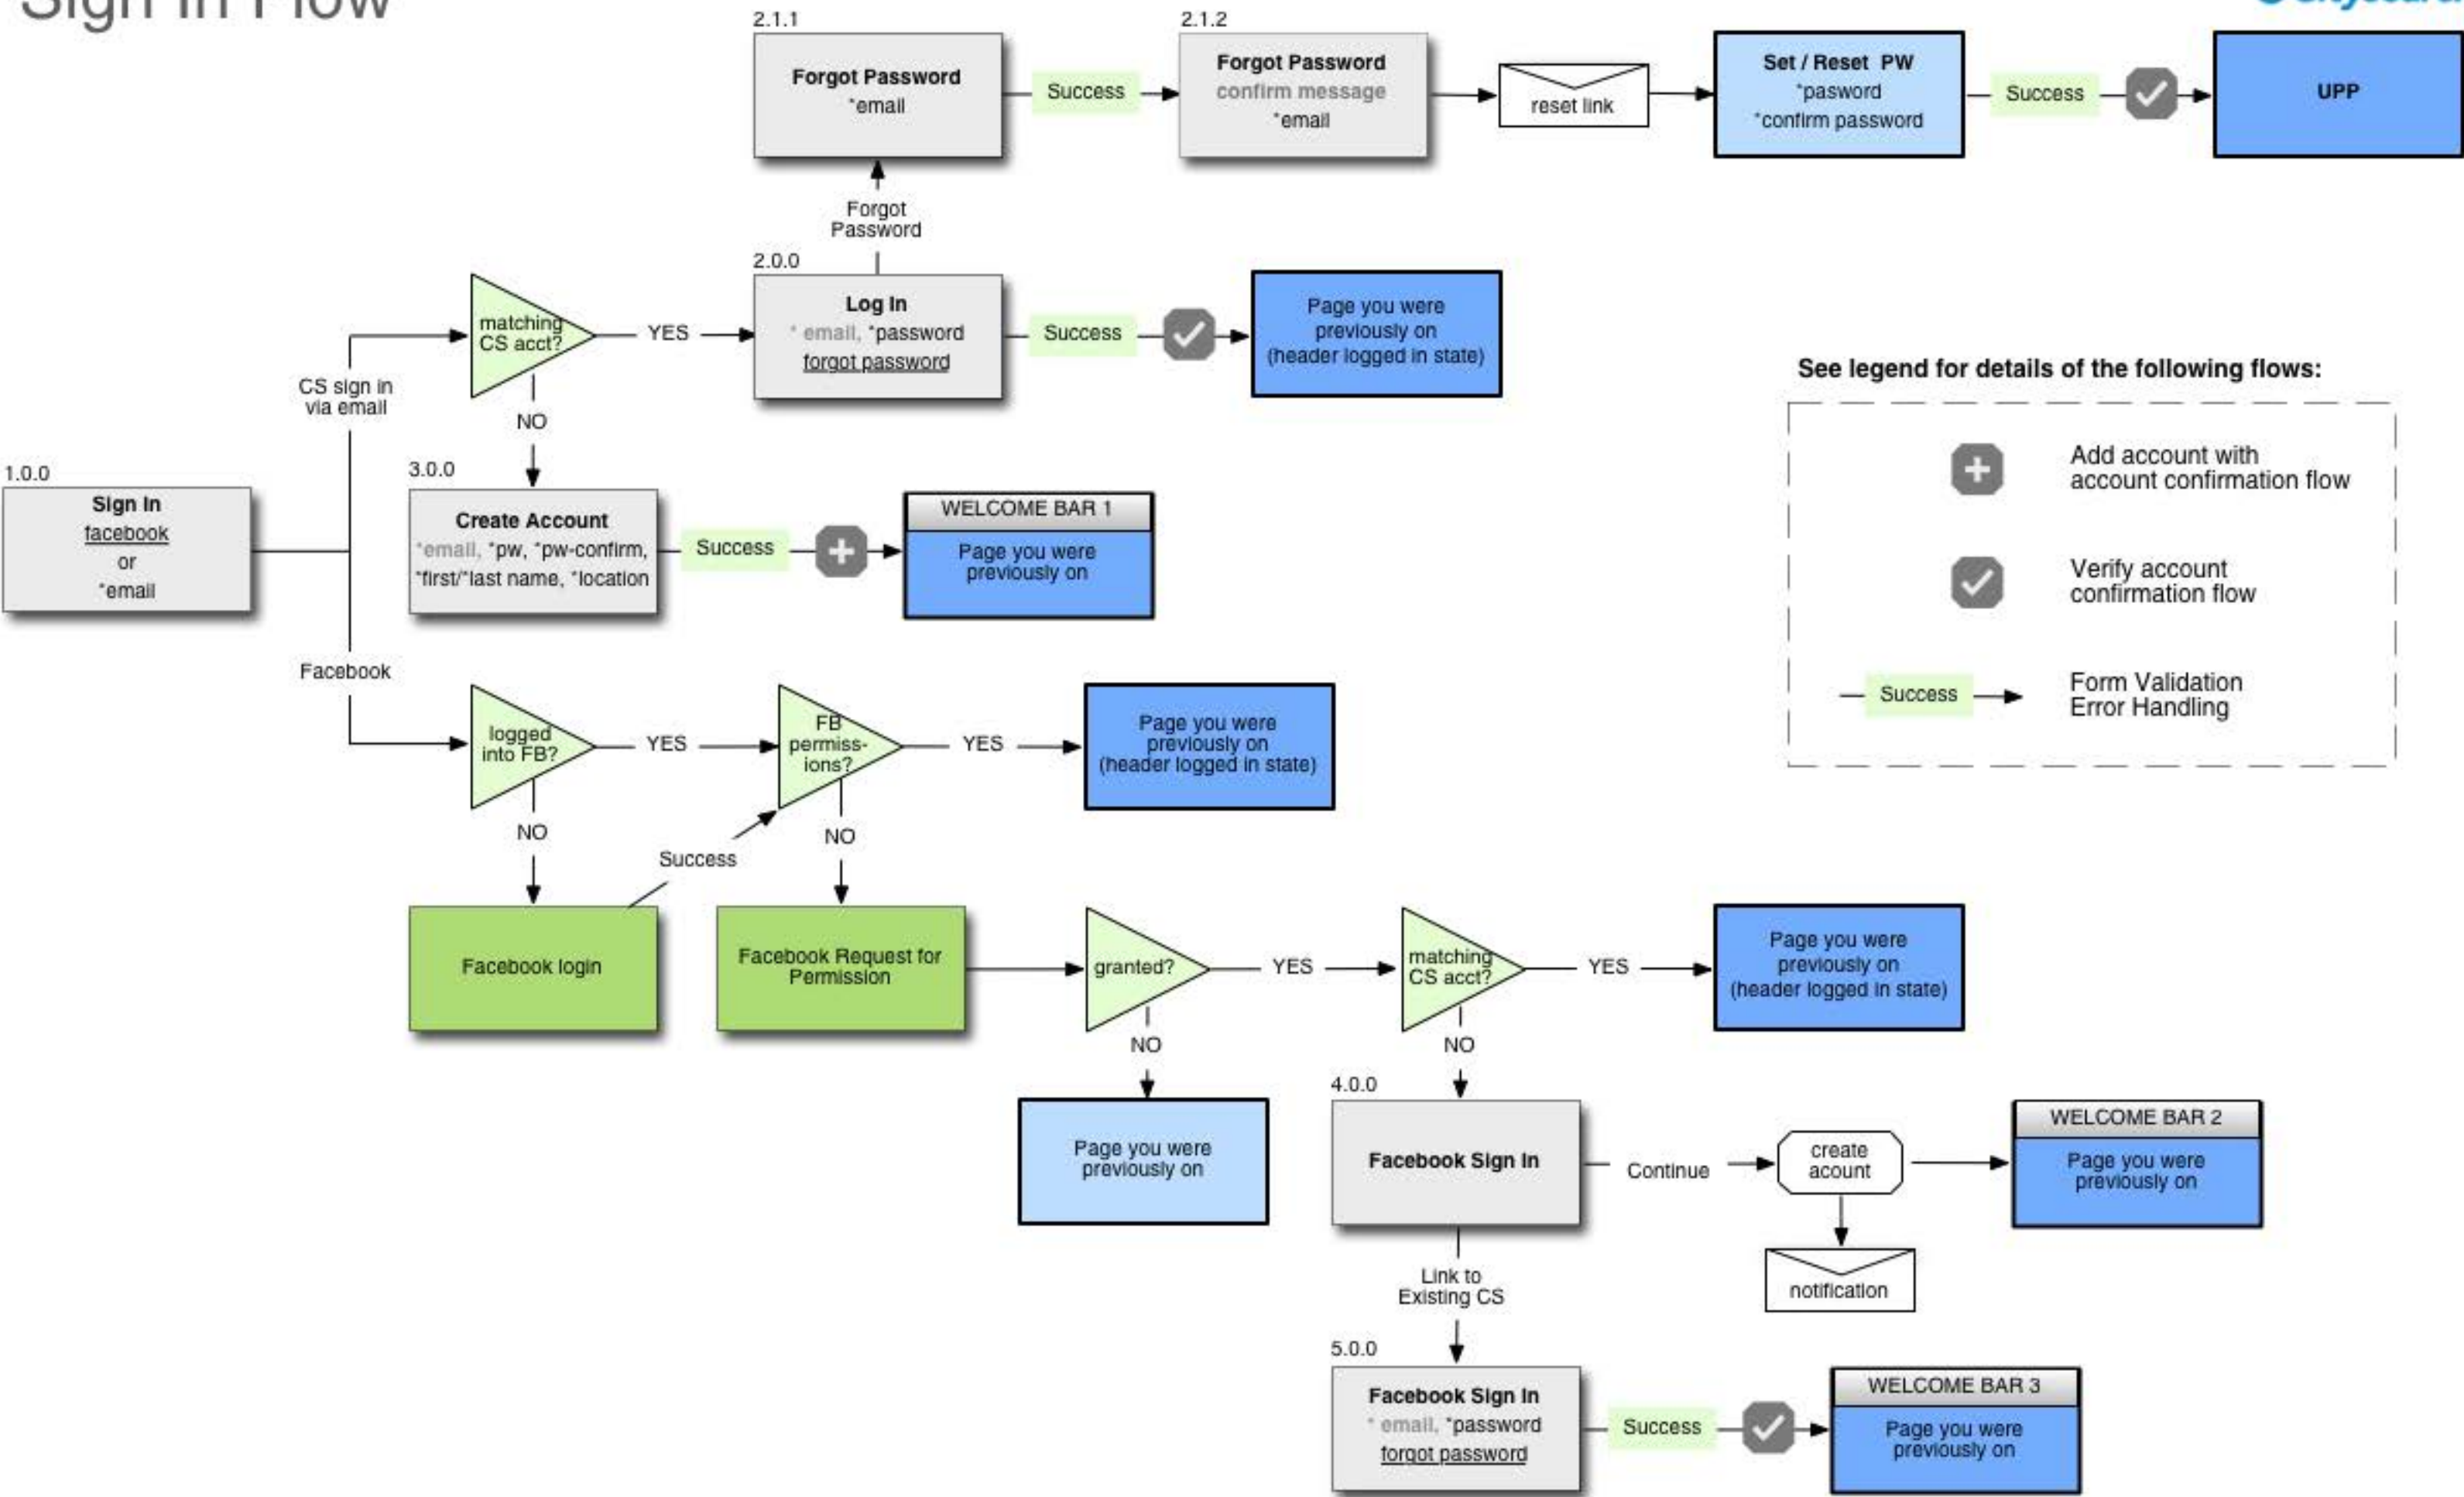 Sign In Flow
2.1.1
Forgot Password
*email
Success
2.1.2
Forgot Password
confirm message
*email
reset link
Set / Reset PW
*pasword
*confirm password
Success
UPP
Forgot
Password
matching
CS acct?
YES
2.0.0
Log In
* email, *password
forgot password
Success
Page you were
previously on
(header logged in state)
CS sign in
via email
NO
See legend for details of the following flows:
Add account with
account confirmation flow
Verify account
confirmation flow
Success
Form Validation
Error Handling
1.0.0
Sign In
facebook
or
*email
3.0.0
Create Account
*email, *pw, *pw-confirm,
*first/*last name, *location
Success
WELCOME BAR 1
Page you were
previously on
Facebook
logged
into FB?
YES
FB
permiss-
ions?
YES
Page you were
previously on
(header logged in state)
NO
Success
NO
Facebook login
Facebook Request for
Permission
granted?
YES
matching
CS acct?
YES
Page you were
previously on
(header logged in state)
NO
Page you were
previously on
NO
4.0.0
Facebook Sign In
Continue
create
acount
WELCOME BAR 2
Page you were
previously on
notification
Link to
Existing CS
5.0.0
Facebook Sign In
* email, *password
forgot password
Success
WELCOME BAR 3
Page you were
previously on